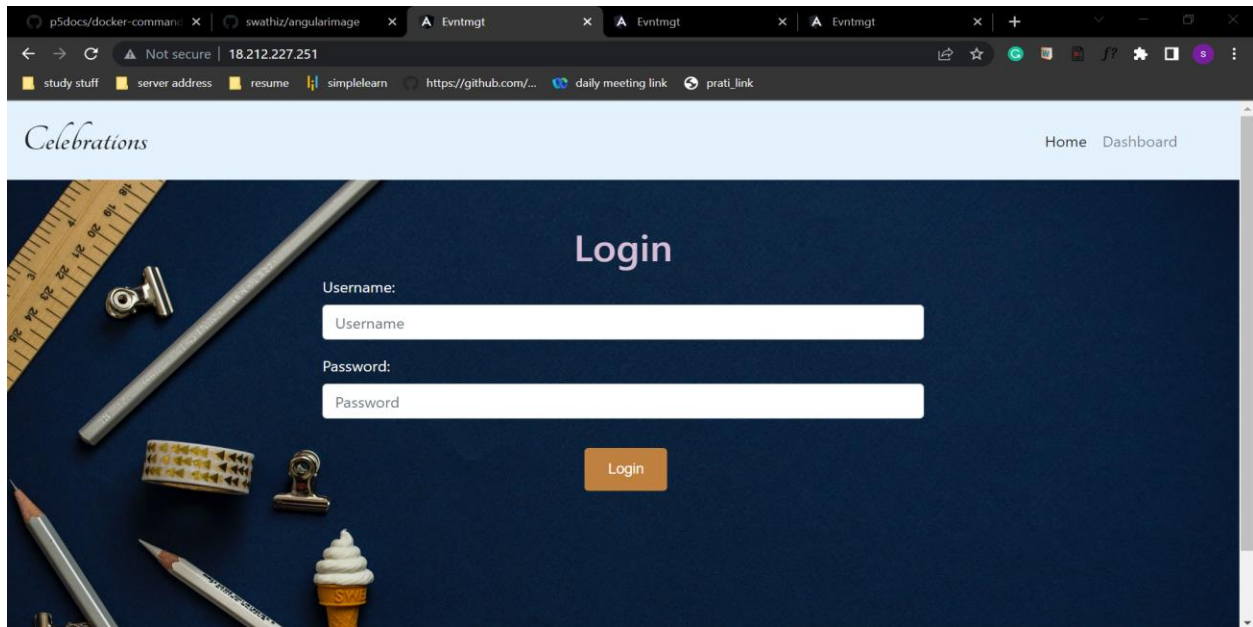 p5docs/docker-command
swathiz/angularimage
Evntmgt
Evntmgt
Evntmgt
Not secure
18.212.227.251
study stuff
server address
resume
simplelearn
https://github.com/...
daily meeting link
prati_link
Celebrations
Home
Dashboard
Login
Username:
Username
Password:
Password
Login
SWE